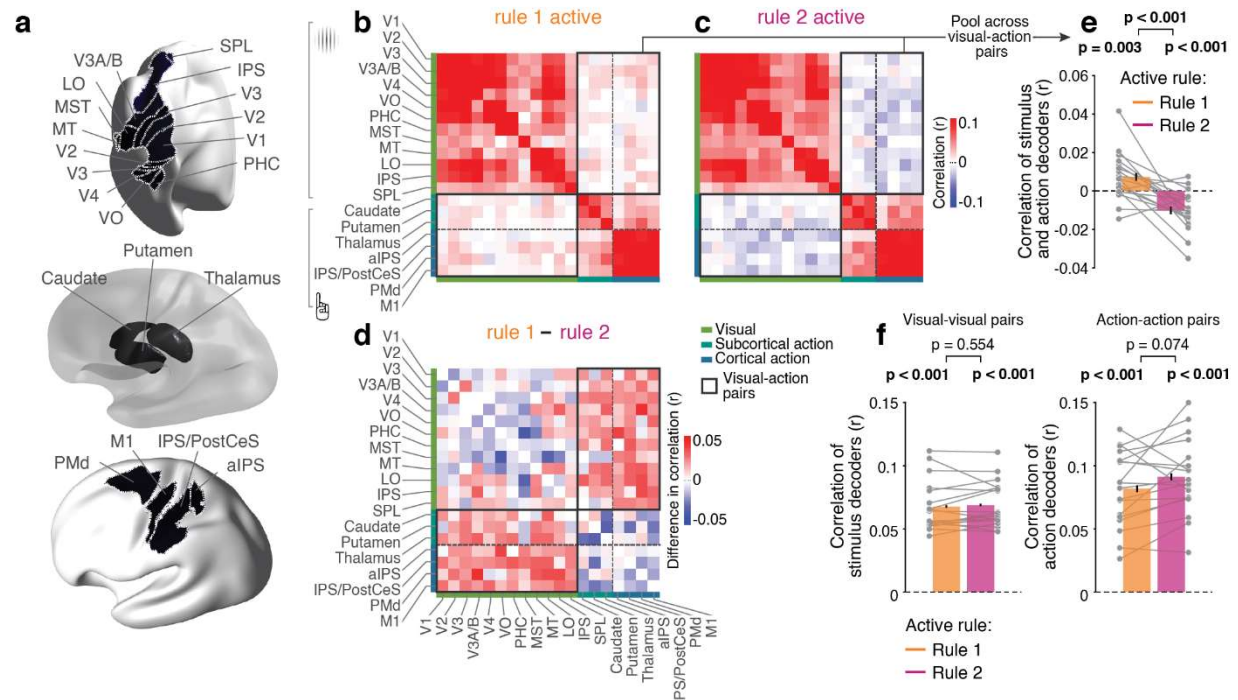 a
SPL
IPS
V3A/B
LO
MST
MT
V2
V3
V4
VO
V3
V2
V1
PHC
Putamen
Caudate
Thalamus
M1
IPS/PostCeS
PMd
aIPS
b
rule 1 active
V1
V2
V3
V3A/B
V4
VO
PHC
MST
MT
LO
IPS
SPL
Caudate
Putamen
Thalamus
aIPS
IPS/PostCeS
PMd
M1
c
rule 2 active
Correlation (r)
0.1
0
-0.1
Pool across
visual-action
pairs
d
rule 1 – rule 2
V1
V2
V3
V3A/B
V4
VO
PHC
MST
MT
LO
IPS
SPL
Caudate
Putamen
Thalamus
aIPS
IPS/PostCeS
PMd
M1
V1
V2
V3
V3A/B
V4
VO
PHC
MST
MT
LO
IPS
SPL
Caudate
Putamen
Thalamus
aIPS
PS/PostCeS
PMd
M1
Visual
Subcortical action
Cortical action
Visual-action
pairs
Difference in correlation (r)
0.05
0
-0.05
e
p < 0.001
p = 0.003
p < 0.001
Active rule:
Rule 1
Rule 2
Correlation of stimulus
and action decoders (r)
0.06
0.04
0.02
0
-0.02
-0.04
f
Visual-visual pairs
p = 0.554
p < 0.001
p < 0.001
Correlation of
stimulus decoders (r)
0.15
0.1
0.05
0
Active rule:
Rule 1
Rule 2
Action-action pairs
p = 0.074
p < 0.001
p < 0.001
Correlation of
action decoders (r)
0.15
0.1
0.05
0